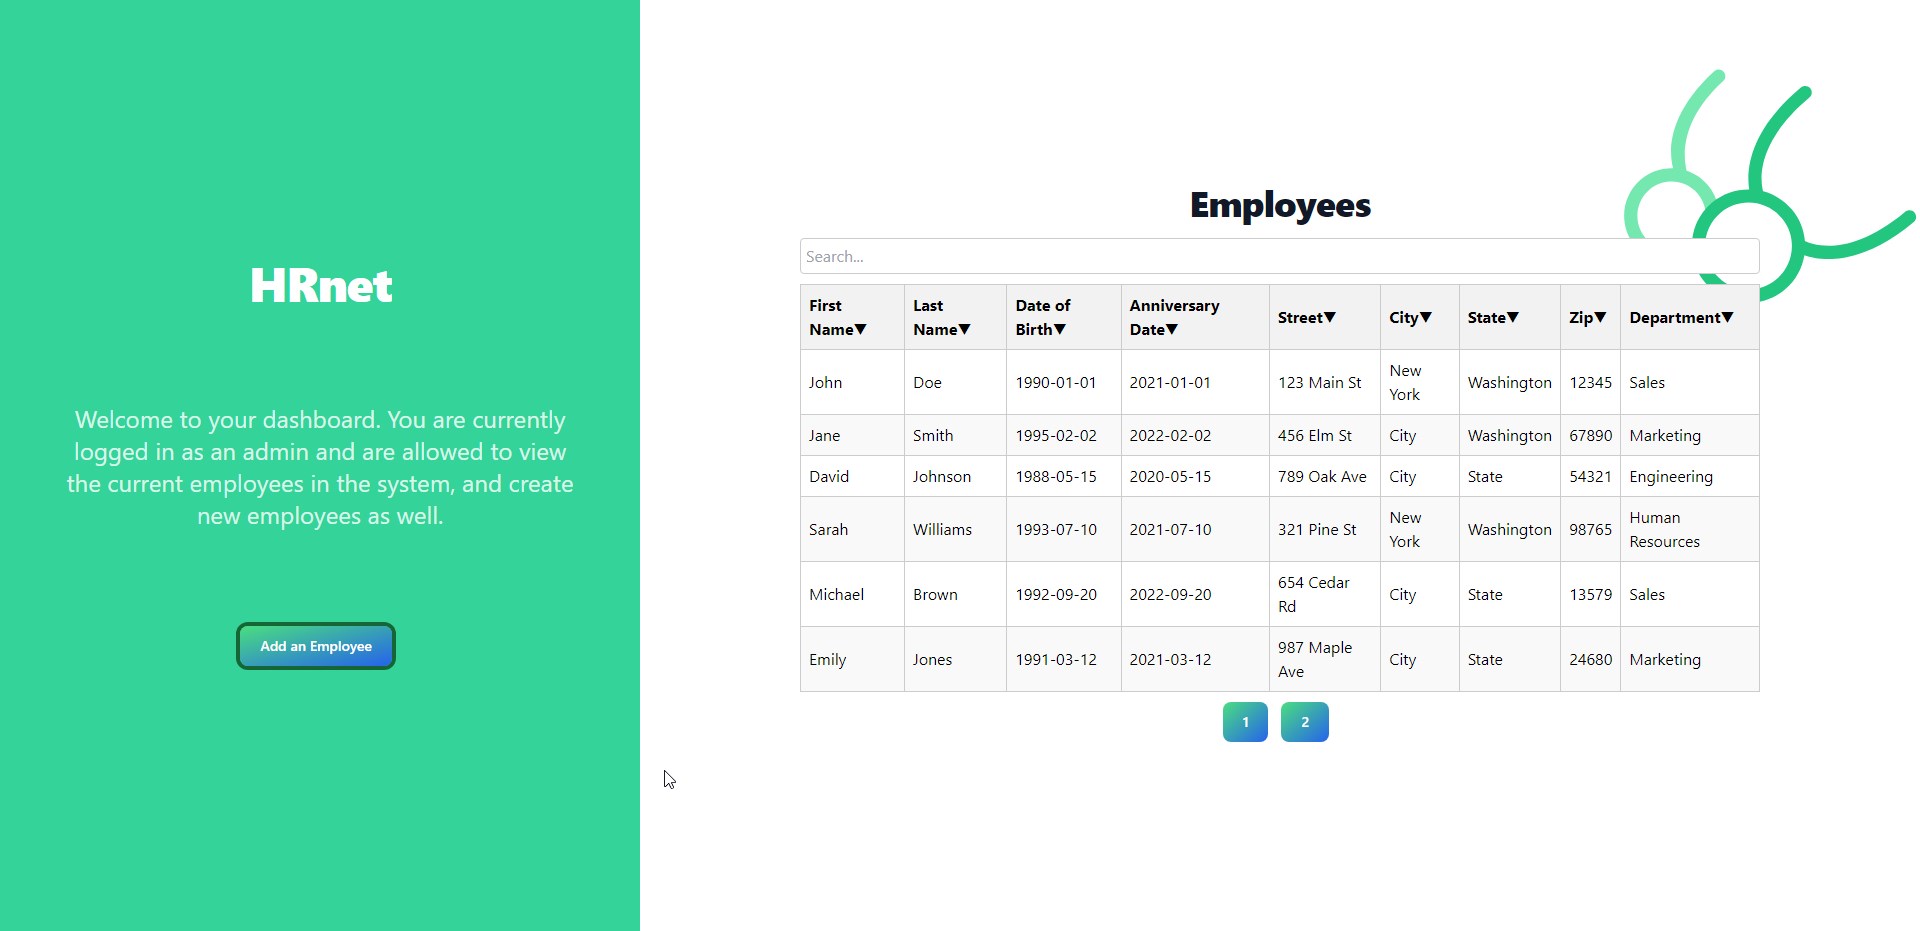 HRnet
Welcome to your dashboard. You are currently
logged in as an admin and are allowed to view
the current employees in the system, and create
new employees as well.
Add an Employee
Employees
Search...
First Name▼ Last Name▼ Date of Birth▼ Anniversary Date▼ Street▼ City▼ State▼ Zip▼ Department▼
John Doe 1990-01-01 2021-01-01 123 Main St New York Washington 12345 Sales
Jane Smith 1995-02-02 2022-02-02 456 Elm St City Washington 67890 Marketing
David Johnson 1988-05-15 2020-05-15 789 Oak Ave City State 54321 Engineering
Sarah Williams 1993-07-10 2021-07-10 321 Pine St New York Washington 98765 Human Resources
Michael Brown 1992-09-20 2022-09-20 654 Cedar Rd City State 13579 Sales
Emily Jones 1991-03-12 2021-03-12 987 Maple Ave City State 24680 Marketing
1 2